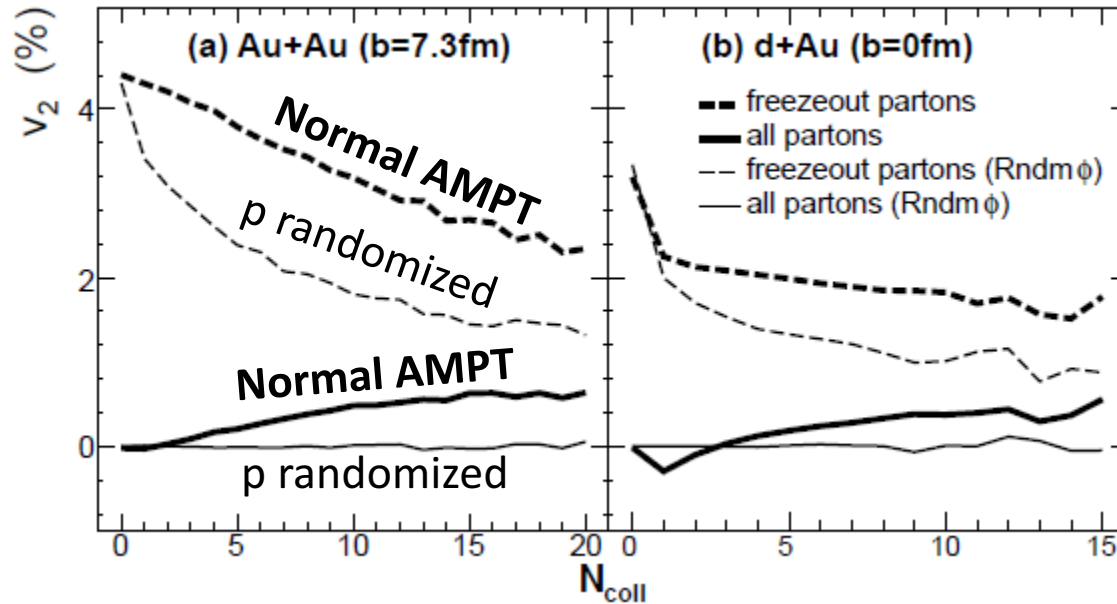 (a) Au+Au (b=7.3fm)
(b) d+Au (b=0fm)
v2 (%)
4
2
0
Normal AMPT
p randomized
Normal AMPT
p randomized
freezeout partons
all partons
freezeout partons (Rndm ϕ)
all partons (Rndm ϕ)
0 5 10 15 20
0 5 10 15
Ncoll